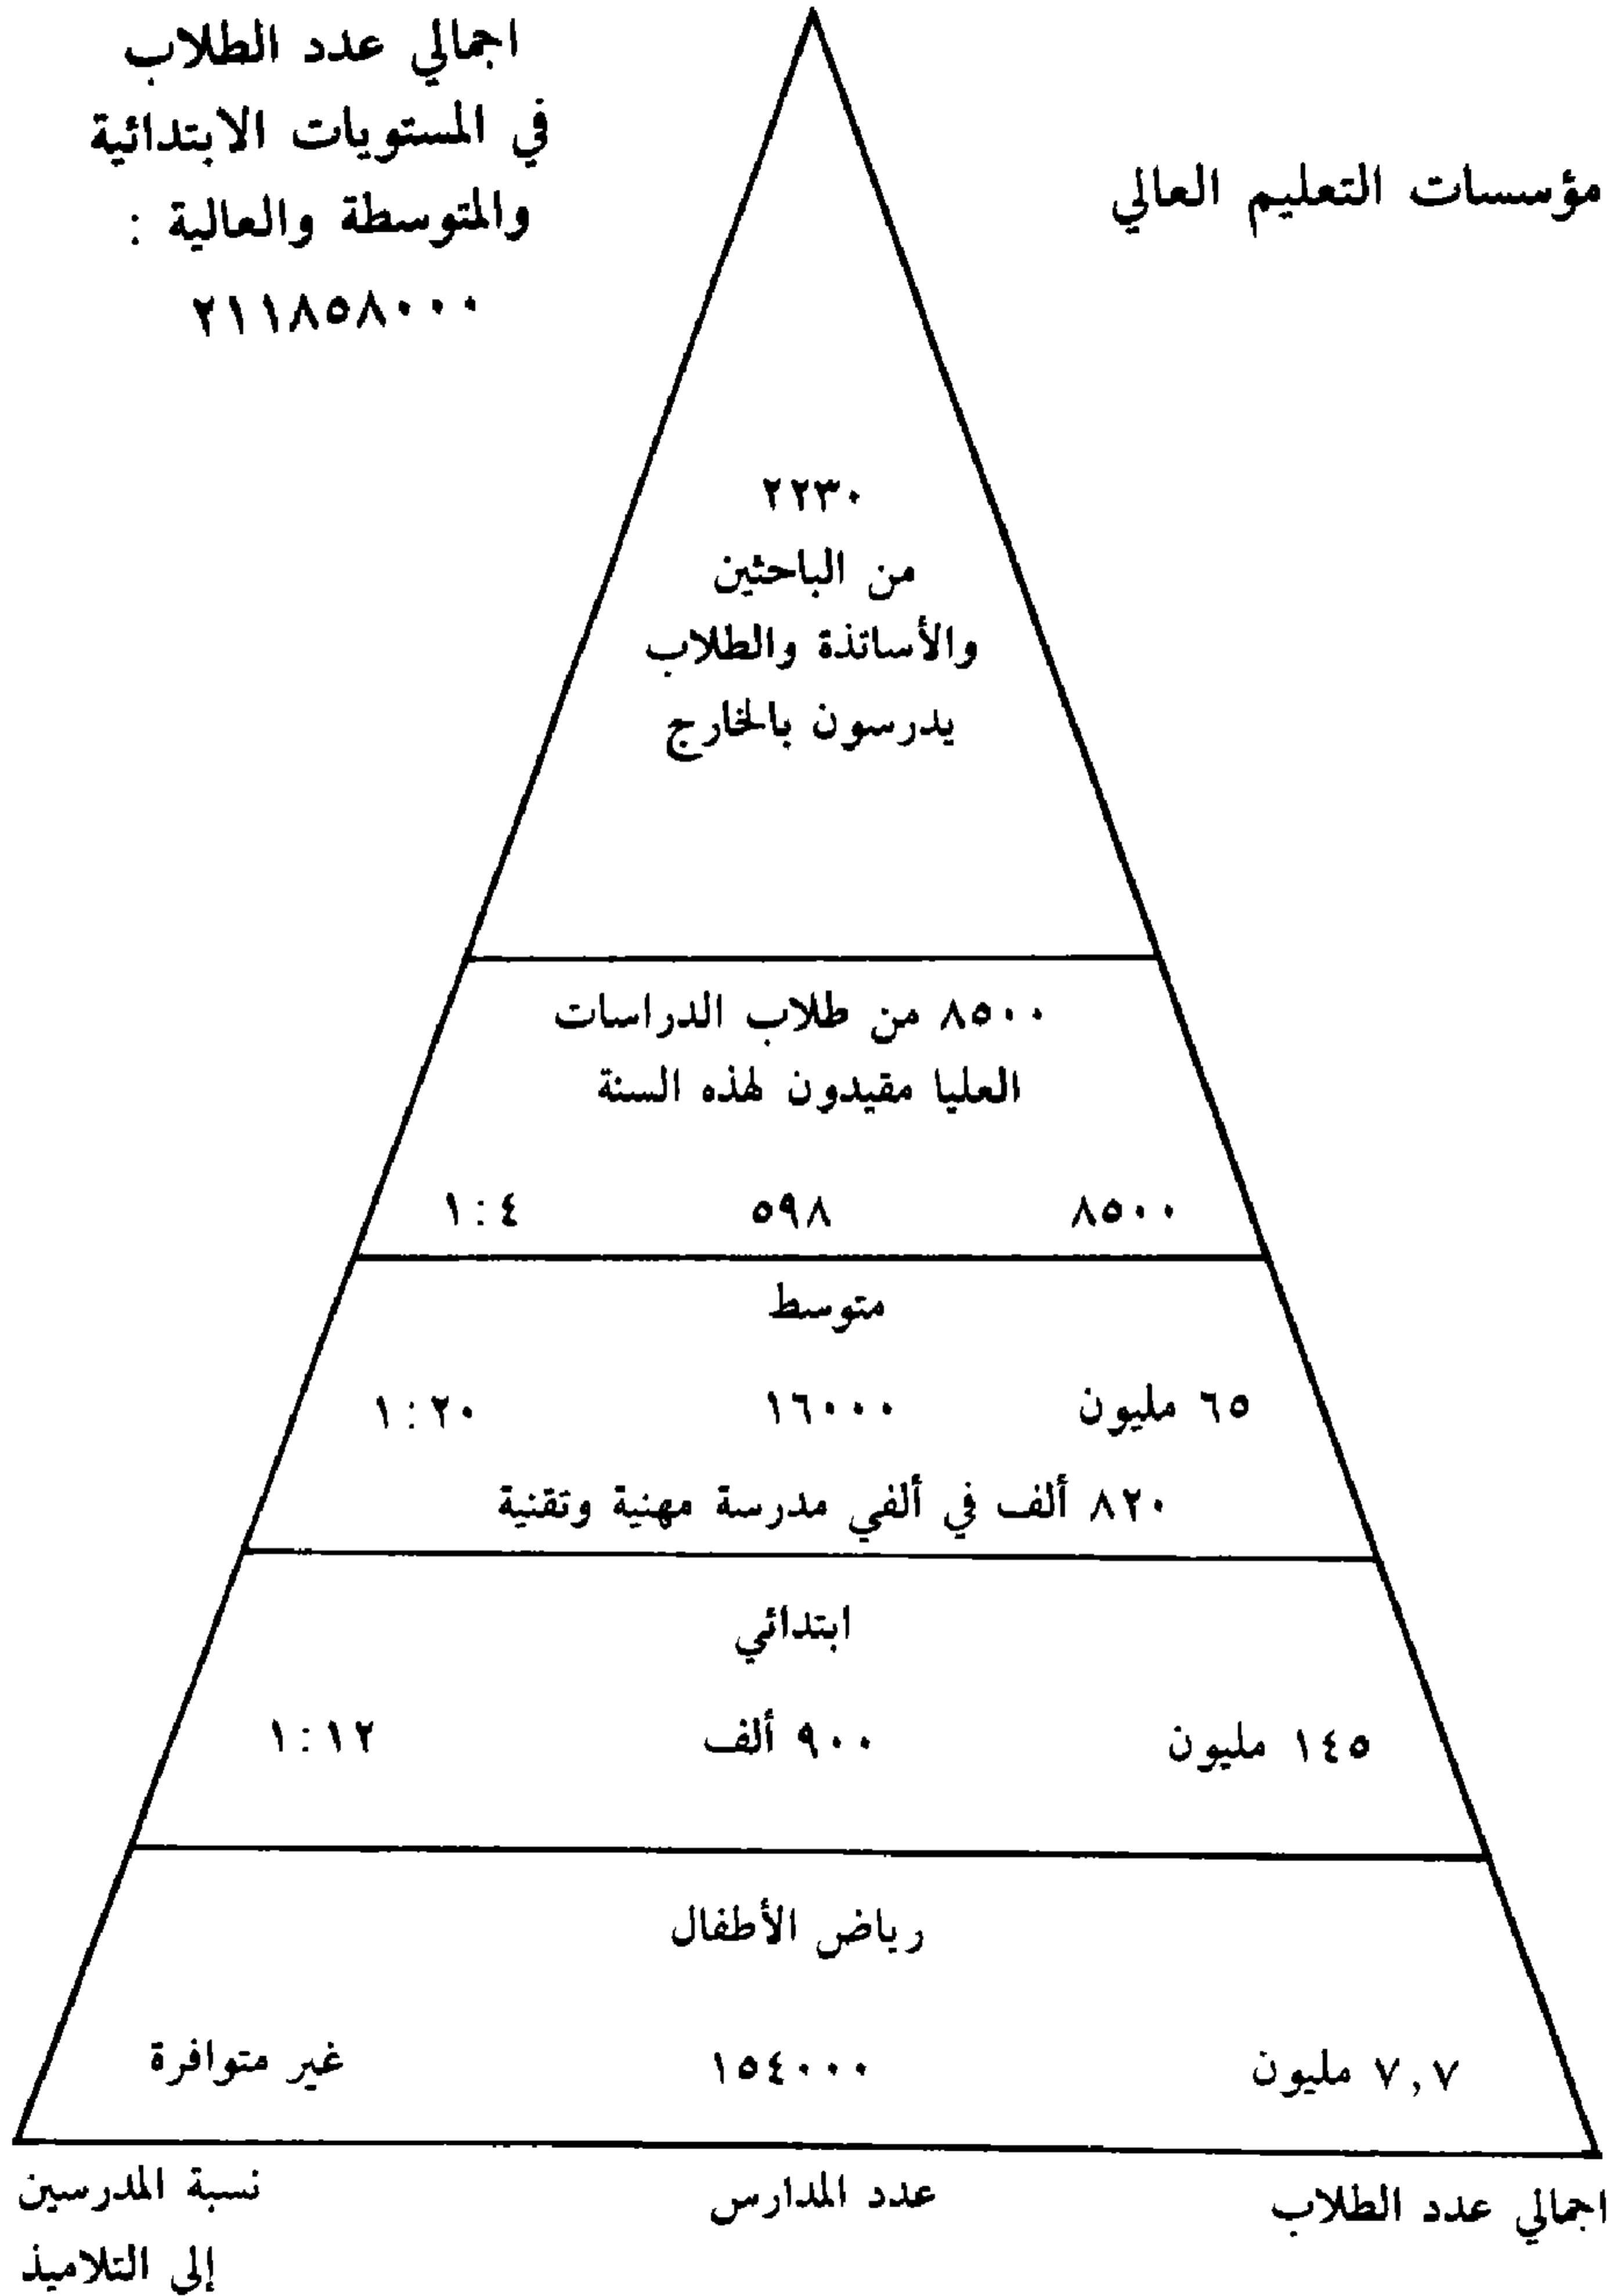 اجمالي عدد الطلاب
في المستويات الابتدائية
والمتوسطة والعالية :
٢١١٨٥٨٠٠٠
مؤسسات التعليم العالي
٢٢٣٠
من الباحثين
والأساتذة والطلاب
يدرسون بالخارج
٨٥٠٠ من طلاب الدراسات
العليا مقيدون لهذه السنة
٨٥٠٠ ٥٩٨ ١:٤
متوسط
٦٥ مليون ١٦٠٠٠ ١:٢٠
٨٢٠ ألف في ألفي مدرسة مهنية وتقنية
ابتدائي
١٤٥ مليون ٩٠٠ ألف ١:١٢
رياض الأطفال
٧,٧ مليون ١٥٤٠٠٠ غير متوافرة
اجمالي عدد الطلاب عدد المدارس نسبة المدرسين
إلى التلاميذ